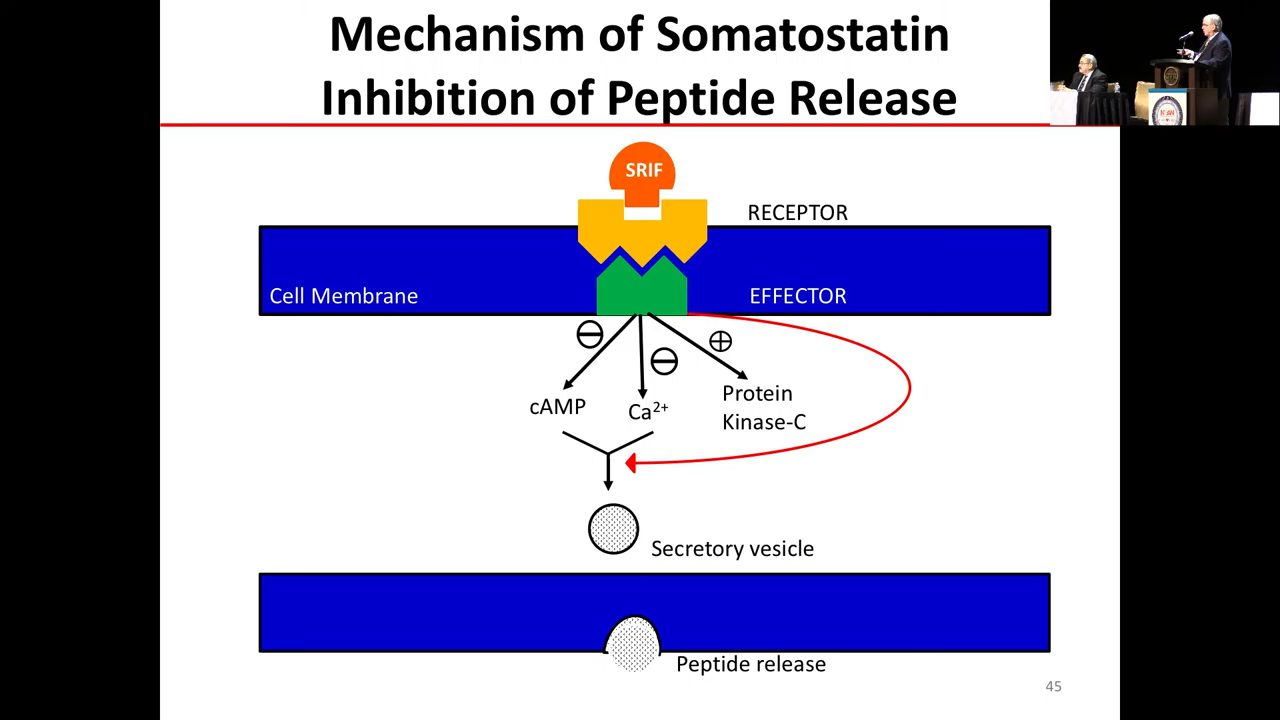 Mechanism of Somatostatin
Inhibition of Peptide Release
SRIF
RECEPTOR
Cell Membrane
EFFECTOR
cAMP
Ca²⁺
Protein
Kinase-C
Secretory vesicle
Peptide release
45